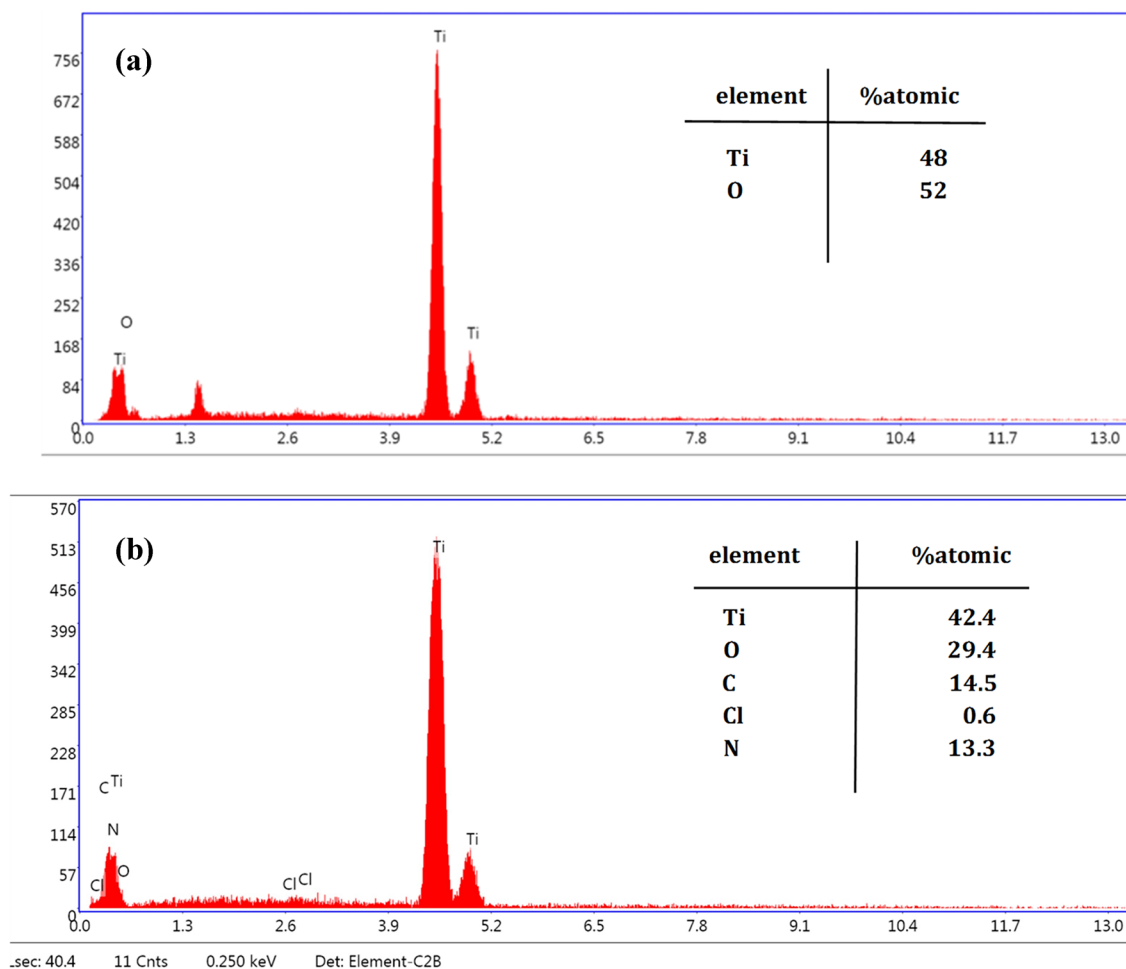 (a)
Ti
756
672
588
504
420
336
252
168
84
0
O
Ti
Ti
element %atomic
Ti 48
O 52
0.0 1.3 2.6 3.9 5.2 6.5 7.8 9.1 10.4 11.7 13.0
(b)
Ti
570
513
456
399
342
285
228
171
114
57
0
C Ti
N
O
Cl
Cl Cl
Ti
element %atomic
Ti 42.4
O 29.4
C 14.5
Cl 0.6
N 13.3
0.0 1.3 2.6 3.9 5.2 6.5 7.8 9.1 10.4 11.7 13.0
sec: 40.4 11 Cnts 0.250 keV Det: Element-C2B